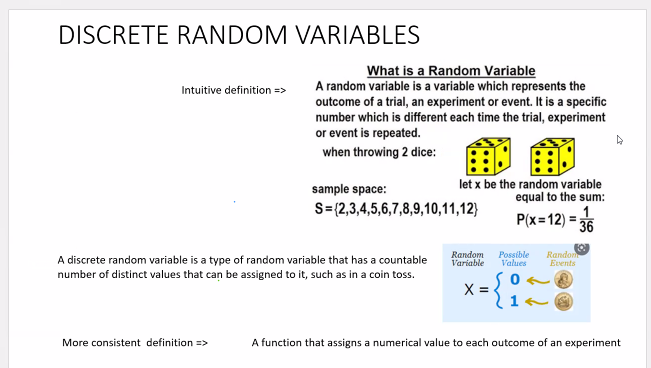 DISCRETE RANDOM VARIABLES
What is a Random Variable
Intuitive definition =>
A random variable is a variable which represents the
outcome of a trial, an experiment or event. It is a specific
number which is different each time the trial, experiment
or event is repeated.
when throwing 2 dice:
let x be the random variable
equal to the sum:
sample space:
S={2,3,4,5,6,7,8,9,10,11,12}
P(x=12) = 1/36
A discrete random variable is a type of random variable that has a countable
number of distinct values that can be assigned to it, such as in a coin toss.
Random Variable
Possible Values
Random Events
X = { 0
1
More consistent definition => A function that assigns a numerical value to each outcome of an experiment